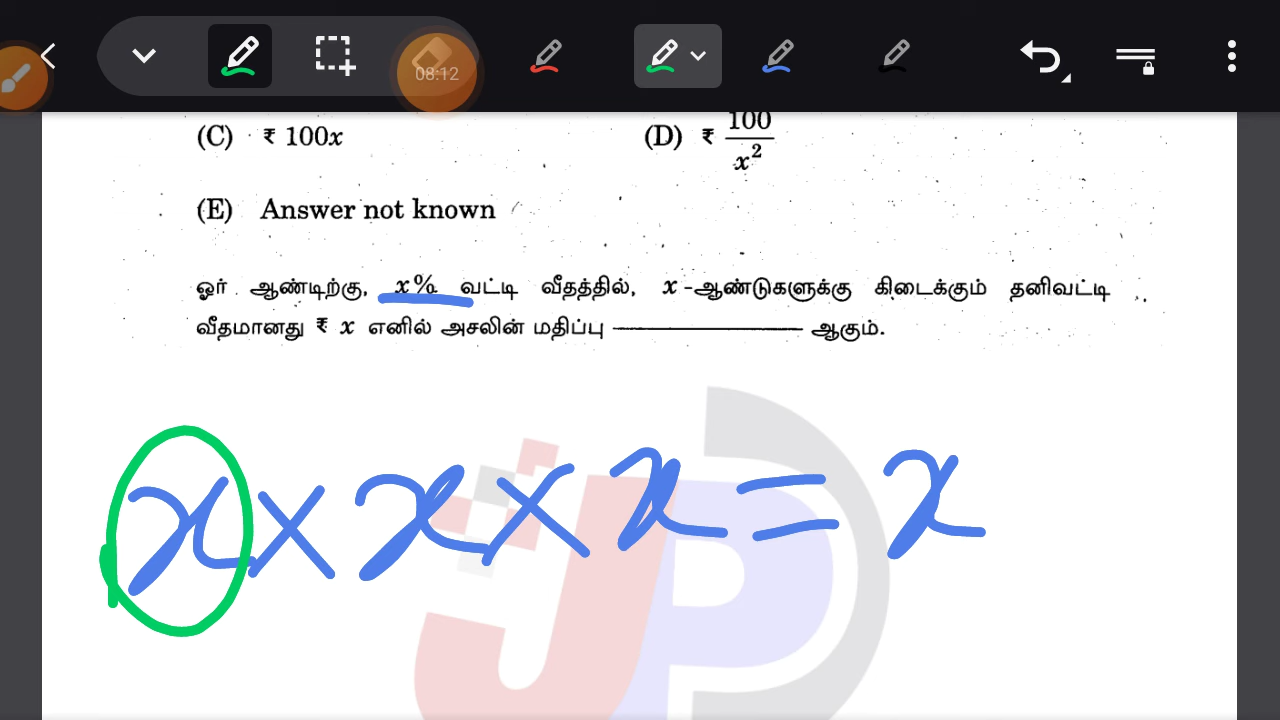 08:12
(C) ₹ 100x
(D) ₹ 100/x²
(E) Answer not known
ஓர் ஆண்டிற்கு, x% வட்டி வீதத்தில், x -ஆண்டுகளுக்கு கிடைக்கும் தனிவட்டி
வீதமானது ₹ x எனில் அசலின் மதிப்பு ———————— ஆகும்.
x × x × x = x
JP